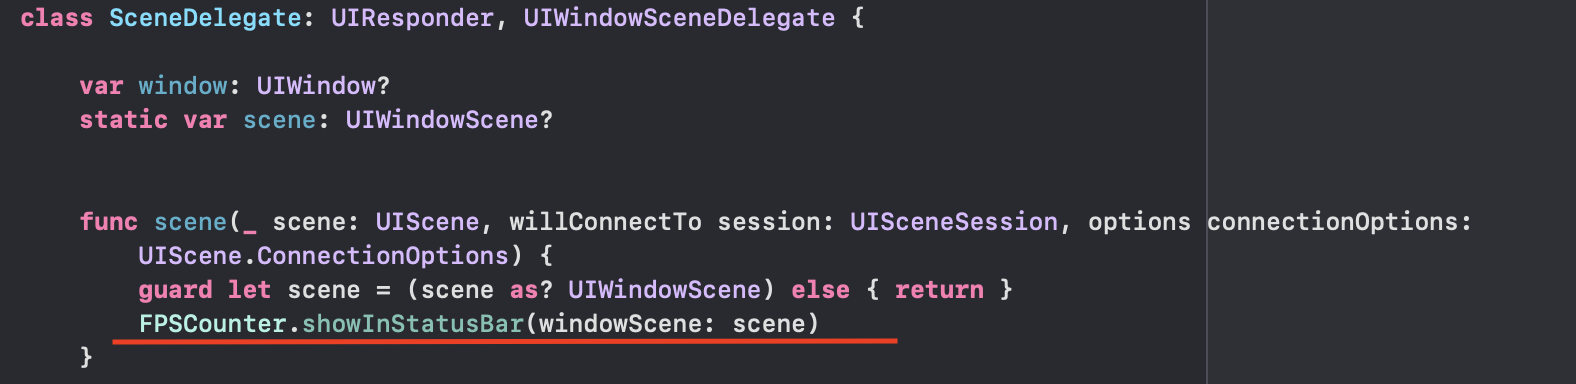 class SceneDelegate: UIResponder, UIWindowSceneDelegate {
var window: UIWindow?
static var scene: UIWindowScene?
func scene(_ scene: UIScene, willConnectTo session: UISceneSession, options connectionOptions:
UIScene.ConnectionOptions) {
guard let scene = (scene as? UIWindowScene) else { return }
FPSCounter.showInStatusBar(windowScene: scene)
}